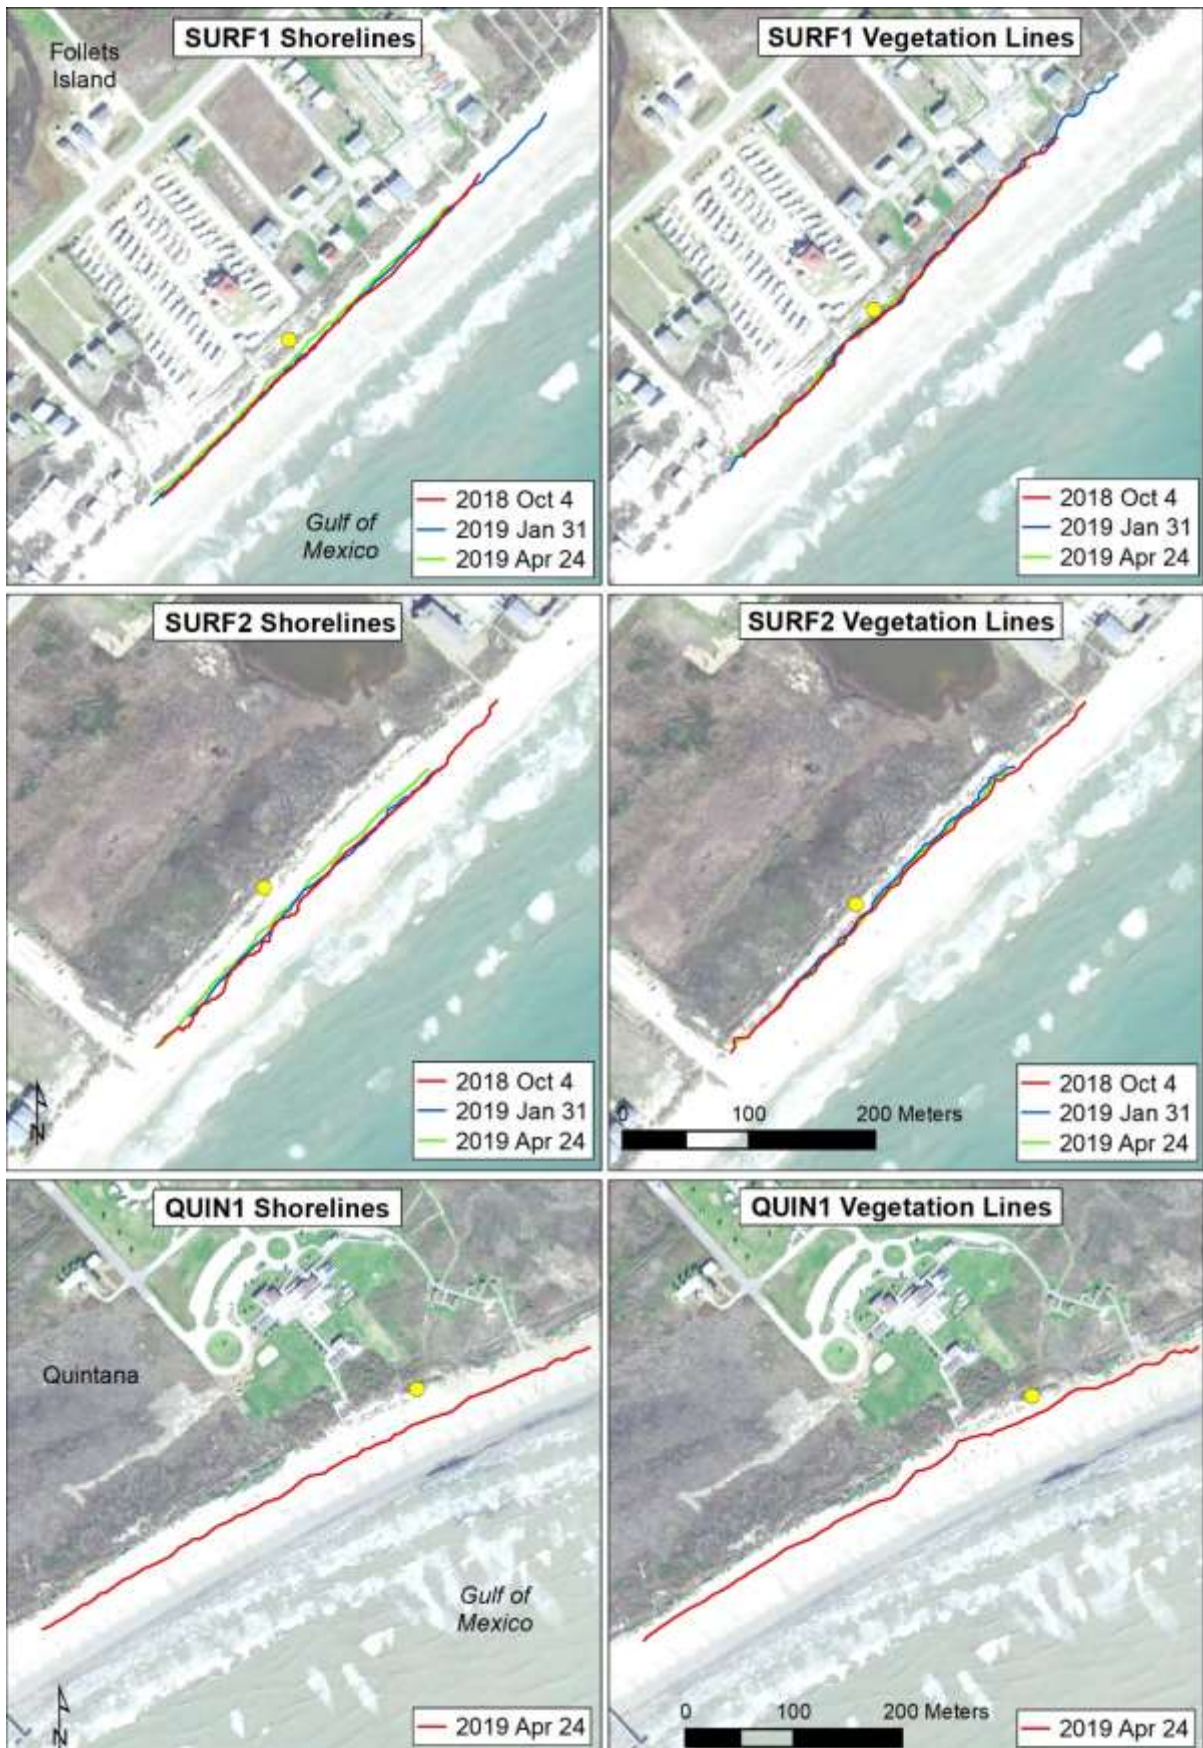 SURF1 Shorelines
Follets
Island
Gulf of
Mexico
2018 Oct 4
2019 Jan 31
2019 Apr 24
SURF1 Vegetation Lines
2018 Oct 4
2019 Jan 31
2019 Apr 24
SURF2 Shorelines
N
2018 Oct 4
2019 Jan 31
2019 Apr 24
SURF2 Vegetation Lines
0 100 200 Meters
2018 Oct 4
2019 Jan 31
2019 Apr 24
QUIN1 Shorelines
Quintana
Gulf of
Mexico
N
2019 Apr 24
QUIN1 Vegetation Lines
0 100 200 Meters
2019 Apr 24